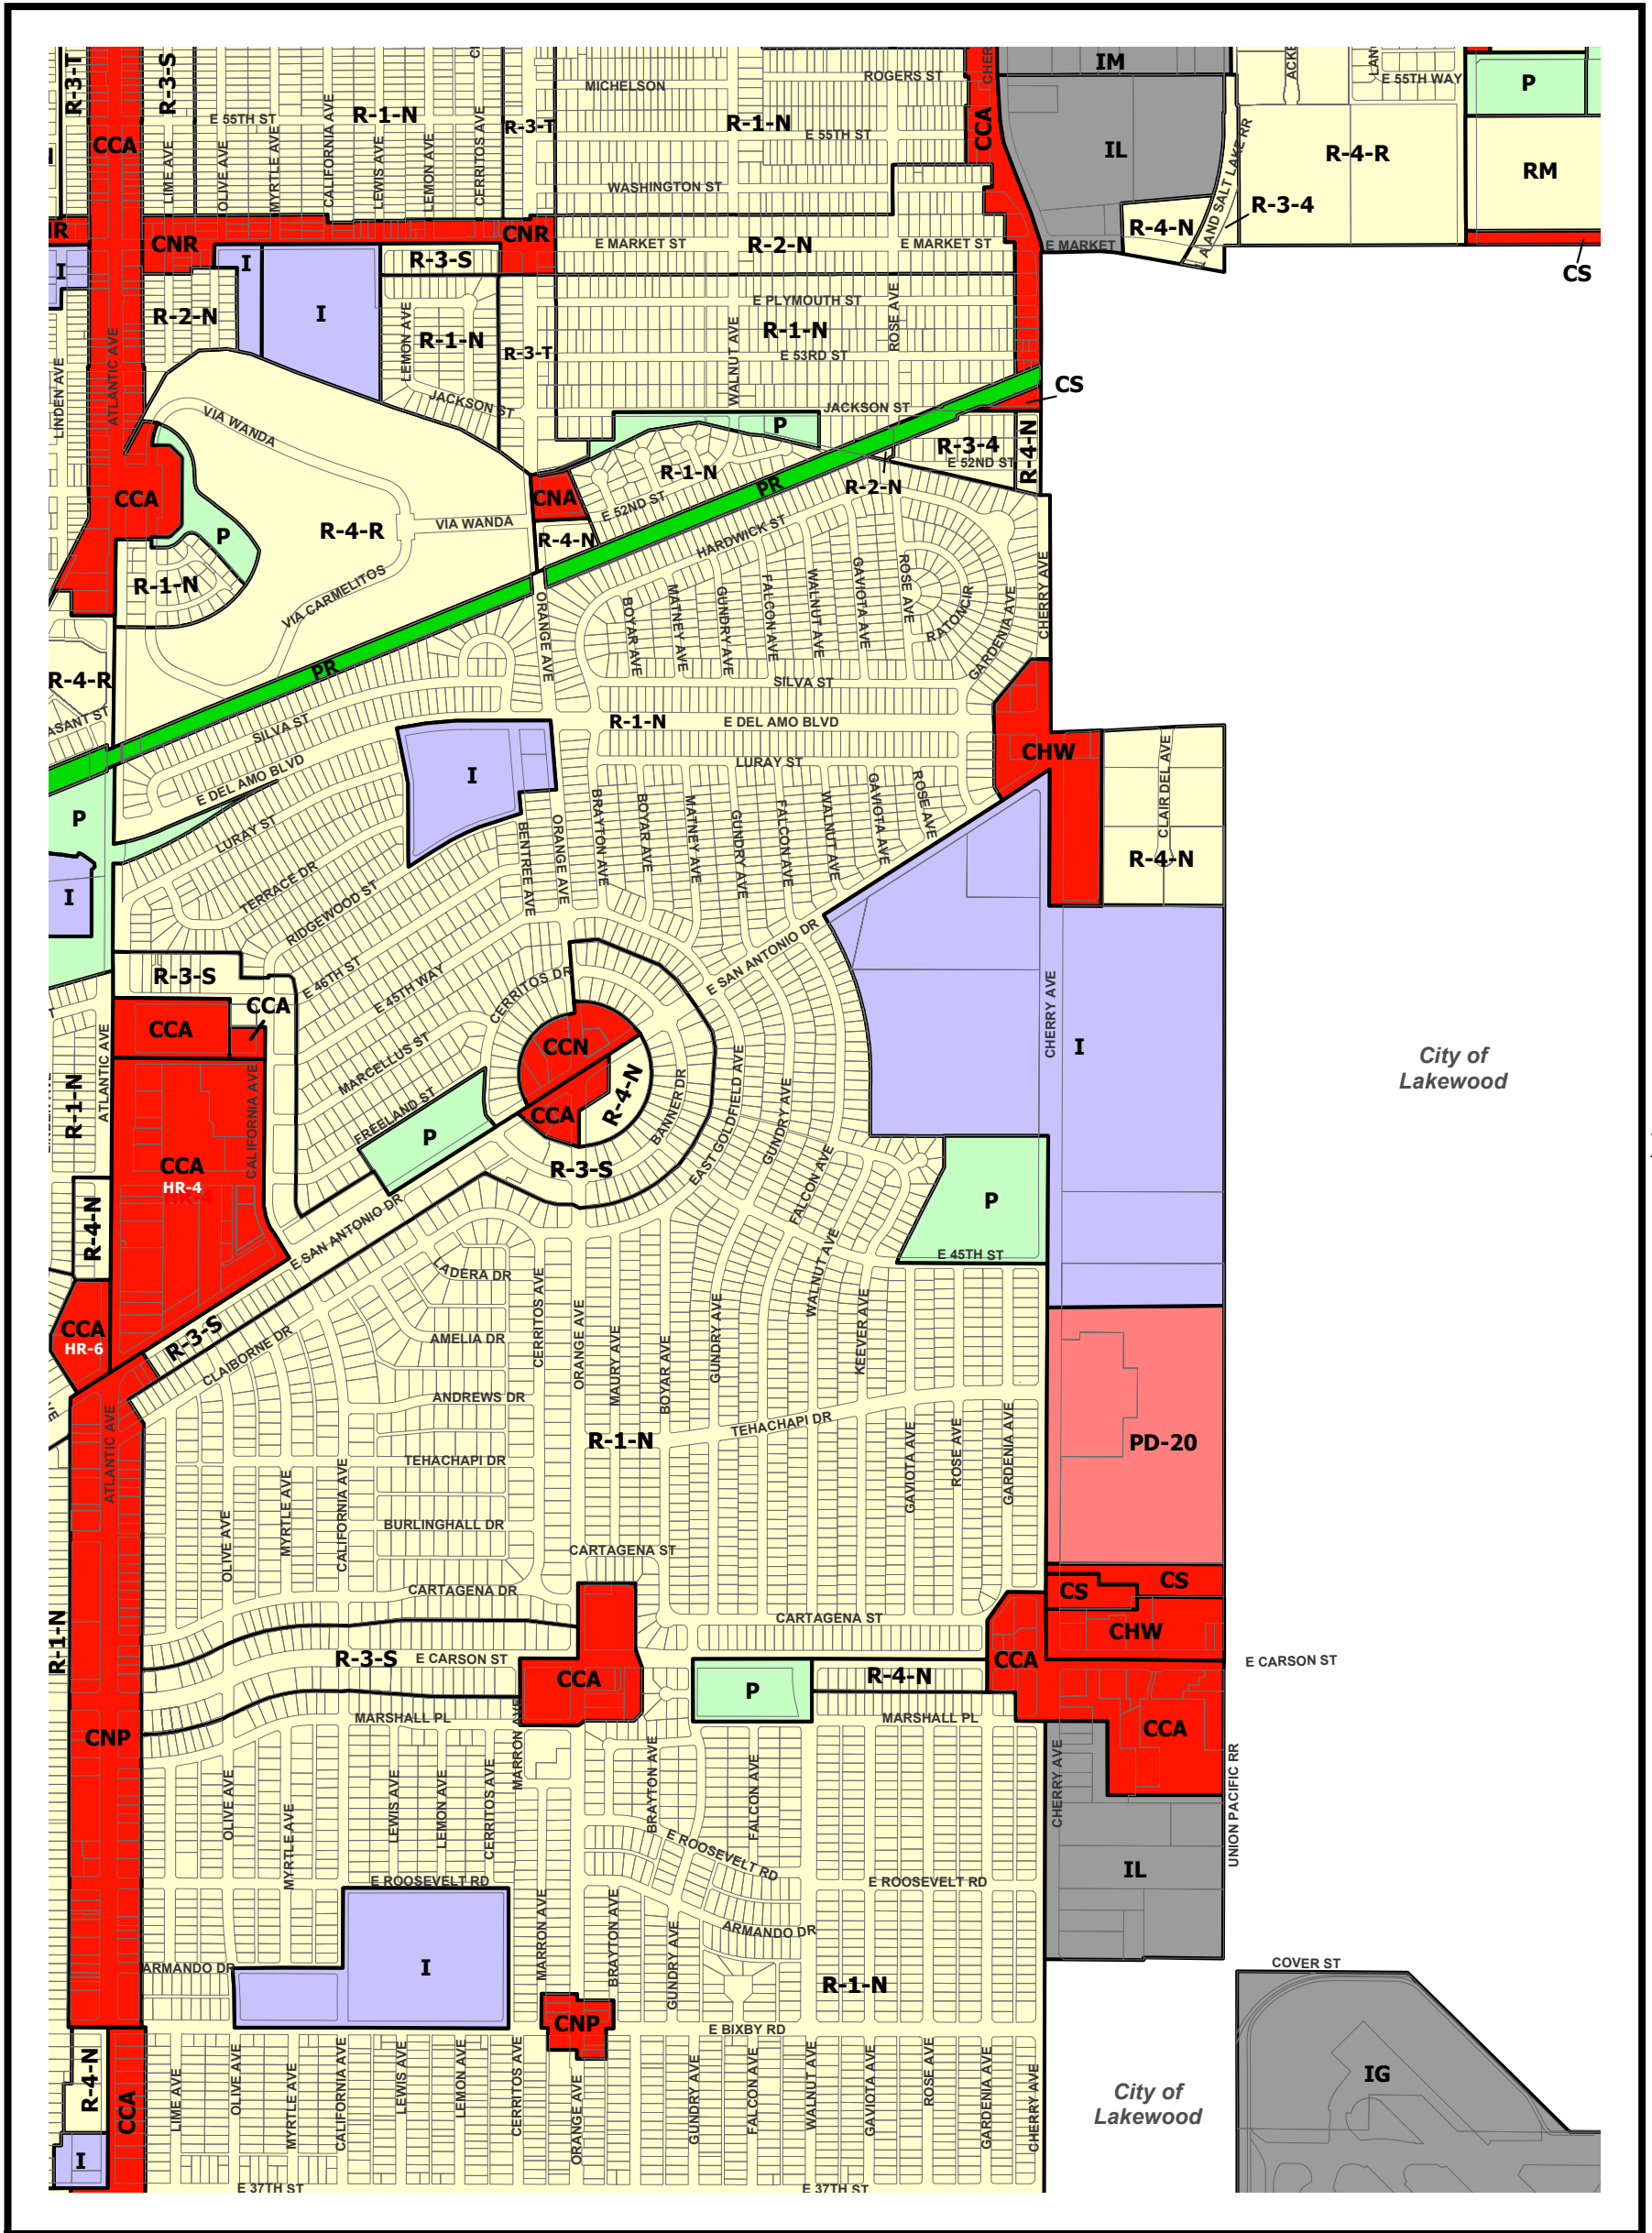 R-3-T
R-3-S
CCA
E 55TH ST
R-1-N
LIME AVE
OLIVE AVE
MYRTLE AVE
CALIFORNIA AVE
LEWIS AVE
LEMON AVE
CERRITOS AVE
R-3-T
MICHELSON
R-1-N
ROGERS ST
E 55TH ST
WASHINGTON ST
CCA
IM
IL
E 55TH WAY
P
R-4-R
RM
R-3-4
R-4-N
E MARKET
CS
CNR
CNR
E MARKET ST
R-2-N
E MARKET ST
I
I
I
R-3-S
R-2-N
LEMON AVE
R-1-N
R-3-T
E PLYMOUTH ST
R-1-N
ROSE AVE
WALNUT AVE
E 53RD ST
JACKSON ST
JACKSON ST
CS
LINDEN AVE
ATLANTIC AVE
VIA WANDA
P
R-1-N
R-3-4
E 52ND ST
R-4-N
R-2-N
CCA
CNA
E 52ND ST
PR
P
R-4-R
VIA WANDA
R-4-N
HARDWICK ST
R-1-N
VIA CARMELITOS
PR
ORANGE AVE
BOYAR AVE
MATNEY AVE
GUNDRY AVE
FALCON AVE
WALNUT AVE
GAVIOTA AVE
ROSE AVE
RATONCIR
GARDENIA AVE
CHERRY AVE
R-4-R
ASANT ST
SILVA ST
SILVA ST
R-1-N
E DEL AMO BLVD
E DEL AMO BLVD
LURAY ST
CHW
CLAIR DEL AVE
R-4-N
I
P
LURAY ST
I
TERRACE DR
RIDGEWOOD ST
BENTREE AVE
ORANGE AVE
BRAYTON AVE
BOYAR AVE
MATNEY AVE
GUNDRY AVE
FALCON AVE
WALNUT AVE
GAVIOTA AVE
ROSE AVE
E SAN ANTONIO DR
R-3-S
E 46TH ST
E 45TH WAY
CERRITOS DR
CCA
CCA
CCN
MARCELLUS ST
CHERRY AVE
I
City of
Lakewood
R-1-N
ATLANTIC AVE
CALIFORNIA AVE
FREELAND ST
P
CCA
R-4-N
BANNER DR
EAST GOLDFIELD AVE
GUNDRY AVE
FALCON AVE
CCA
HR-4
R-3-S
P
R-4-N
E SAN ANTONIO DR
E 45TH ST
LADERA DR
WALNUT AVE
CCA
HR-6
R-3-S
CLAIBORNE DR
AMELIA DR
CERRITOS AVE
ORANGE AVE
MAURY AVE
BOYAR AVE
GUNDRY AVE
KEEVER AVE
ANDREWS DR
TEHACHAPI DR
R-1-N
PD-20
ATLANTIC AVE
TEHACHAPI DR
GAVIOTA AVE
ROSE AVE
GARDENIA AVE
OLIVE AVE
MYRTLE AVE
CALIFORNIA AVE
BURLINGHALL DR
CARTAGENA ST
CARTAGENA DR
CS
CS
CARTAGENA ST
R-1-N
CHW
R-3-S
E CARSON ST
CCA
R-4-N
CCA
E CARSON ST
P
MARSHALL PL
MARSHALL PL
CCA
CNP
MARRON AVE
OLIVE AVE
MYRTLE AVE
LEWIS AVE
LEMON AVE
CERRITOS AVE
BRAYTON AVE
FALCON AVE
CHERRY AVE
UNION PACIFIC RR
E ROOSEVELT RD
E ROOSEVELT RD
E ROOSEVELT RD
IL
ARMANDO DR
MARRON AVE
BRAYTON AVE
GUNDRY AVE
ARMANDO DR
I
R-1-N
COVER ST
CNP
E BIXBY RD
IG
R-4-N
CCA
LIME AVE
OLIVE AVE
MYRTLE AVE
CALIFORNIA AVE
LEWIS AVE
LEMON AVE
CERRITOS AVE
ORANGE AVE
GUNDRY AVE
FALCON AVE
WALNUT AVE
GAVIOTA AVE
ROSE AVE
GARDENIA AVE
CHERRY AVE
City of
Lakewood
I
E 37TH ST
E 37TH ST